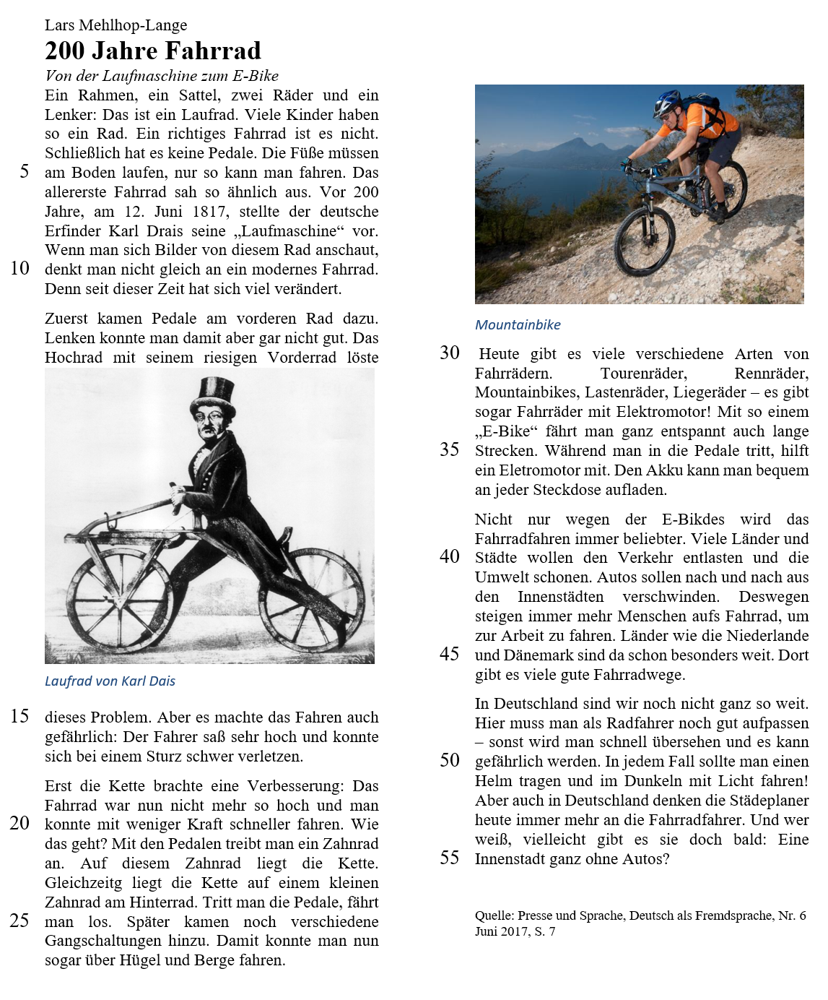 Lars Mehlhop-Lange
200 Jahre Fahrrad
Von der Laufmaschine zum E-Bike
Ein Rahmen, ein Sattel, zwei Räder und ein
Lenker: Das ist ein Laufrad. Viele Kinder haben
so ein Rad. Ein richtiges Fahrrad ist es nicht.
Schließlich hat es keine Pedale. Die Füße müssen
5 am Boden laufen, nur so kann man fahren. Das
allererste Fahrrad sah so ähnlich aus. Vor 200
Jahre, am 12. Juni 1817, stellte der deutsche
Erfinder Karl Drais seine „Laufmaschine“ vor.
Wenn man sich Bilder von diesem Rad anschaut,
10 denkt man nicht gleich an ein modernes Fahrrad.
Denn seit dieser Zeit hat sich viel verändert.
Zuerst kamen Pedale am vorderen Rad dazu.
Lenken konnte man damit aber gar nicht gut. Das
Hochrad mit seinem riesigen Vorderrad löste
Laufrad von Karl Dais
15 dieses Problem. Aber es machte das Fahren auch
gefährlich: Der Fahrer saß sehr hoch und konnte
sich bei einem Sturz schwer verletzen.
Erst die Kette brachte eine Verbesserung: Das
Fahrrad war nun nicht mehr so hoch und man
20 konnte mit weniger Kraft schneller fahren. Wie
das geht? Mit den Pedalen treibt man ein Zahnrad
an. Auf diesem Zahnrad liegt die Kette.
Gleichzeitg liegt die Kette auf einem kleinen
Zahnrad am Hinterrad. Tritt man die Pedale, fährt
25 man los. Später kamen noch verschiedene
Gangschaltungen hinzu. Damit konnte man nun
sogar über Hügel und Berge fahren.
Mountainbike
30 Heute gibt es viele verschiedene Arten von
Fahrrädern. Tourenräder, Rennräder,
Mountainbikes, Lastenräder, Liegeräder – es gibt
sogar Fahrräder mit Elektromotor! Mit so einem
„E-Bike“ fährt man ganz entspannt auch lange
35 Strecken. Während man in die Pedale tritt, hilft
ein Eletromotor mit. Den Akku kann man bequem
an jeder Steckdose aufladen.
Nicht nur wegen der E-Bikdes wird das
Fahrradfahren immer beliebter. Viele Länder und
40 Städte wollen den Verkehr entlasten und die
Umwelt schonen. Autos sollen nach und nach aus
den Innenstädten verschwinden. Deswegen
steigen immer mehr Menschen aufs Fahrrad, um
zur Arbeit zu fahren. Länder wie die Niederlande
45 und Dänemark sind da schon besonders weit. Dort
gibt es viele gute Fahrradwege.
In Deutschland sind wir noch nicht ganz so weit.
Hier muss man als Radfahrer noch gut aufpassen
– sonst wird man schnell übersehen und es kann
50 gefährlich werden. In jedem Fall sollte man einen
Helm tragen und im Dunkeln mit Licht fahren!
Aber auch in Deutschland denken die Städeplaner
heute immer mehr an die Fahrradfahrer. Und wer
weiß, vielleicht gibt es sie doch bald: Eine
55 Innenstadt ganz ohne Autos?
Quelle: Presse und Sprache, Deutsch als Fremdsprache, Nr. 6
Juni 2017, S. 7